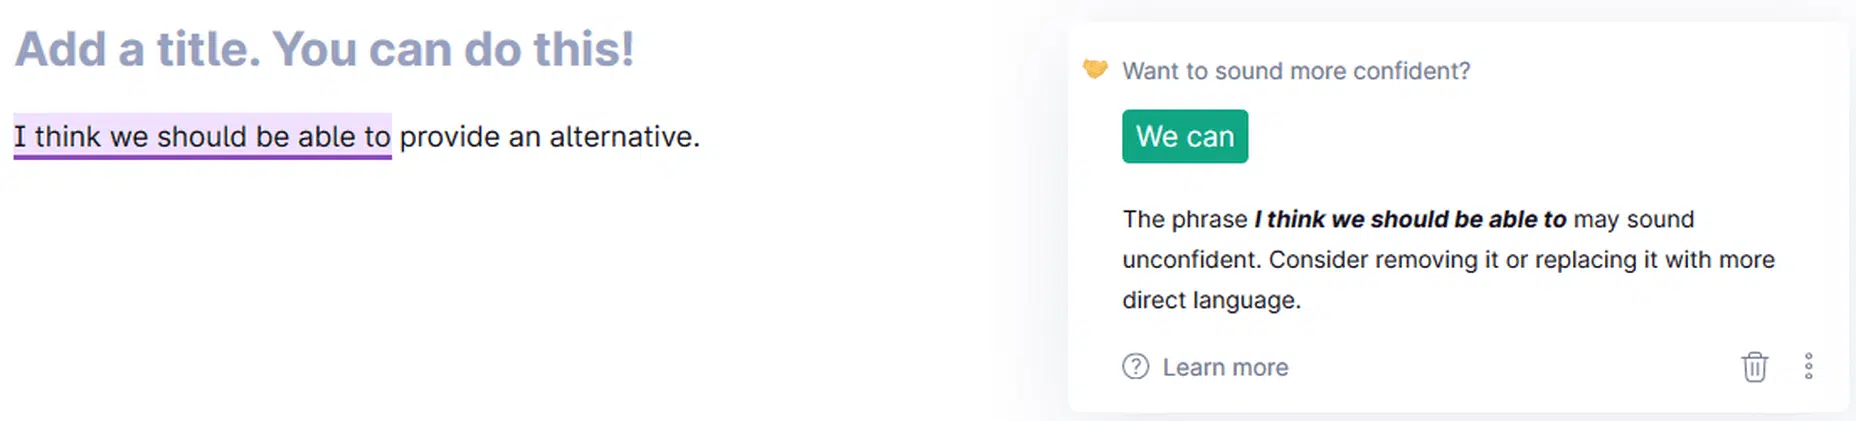 Add a title. You can do this!
I think we should be able to provide an alternative.
Want to sound more confident?
We can
The phrase I think we should be able to may sound
unconfident. Consider removing it or replacing it with more
direct language.
Learn more